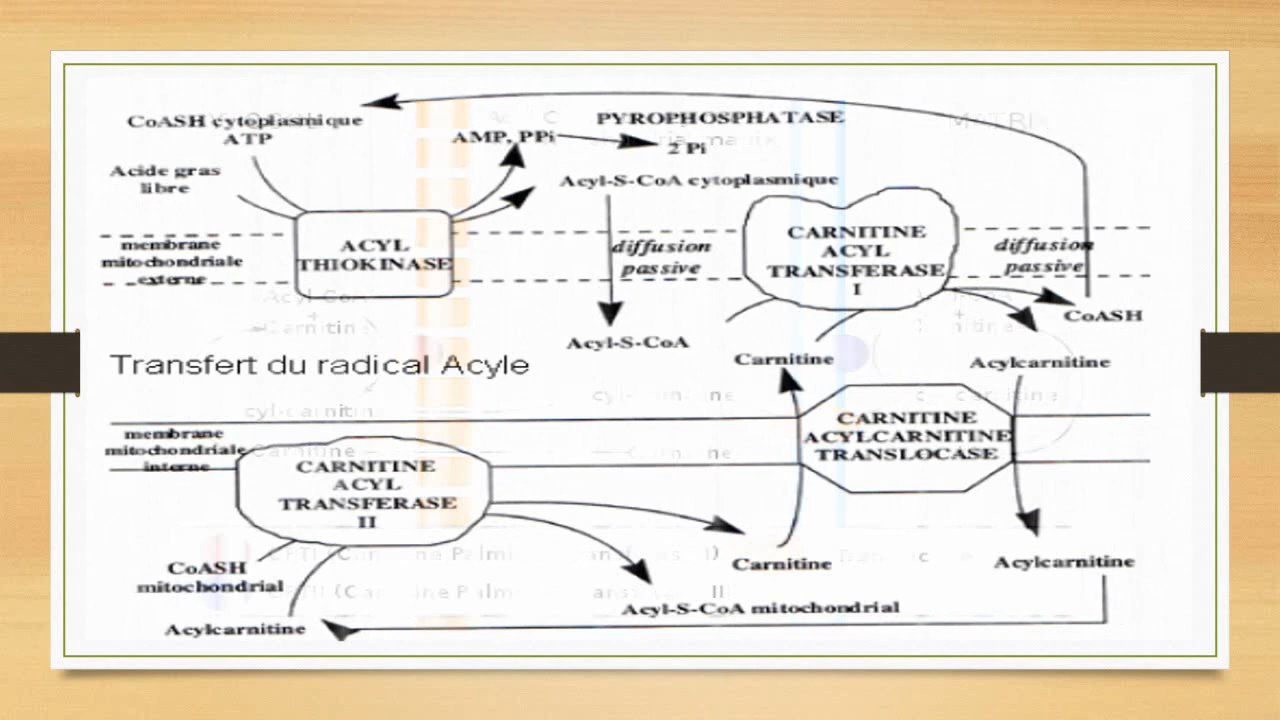 CoASH cytoplasmique
ATP
Acide gras
libre
AMP, PPi
PYROPHOSPHATASE
2 Pi
Acyl-S-CoA cytoplasmique
membrane
mitochondriale
externe
ACYL
THIOKINASE
diffusion
passive
CARNITINE
ACYL
TRANSFERASE
I
diffusion
passive
CoASH
Acyl-S-CoA
Carnitine
Acylcarnitine
Transfert du radical Acyle
membrane
mitochondriale
interne
CARNITINE
ACYL
TRANSFERASE
II
CARNITINE
ACYLCARNITINE
TRANSLOCASE
CoASH
mitochondrial
Carnitine
Acylcarnitine
Acyl-S-CoA mitochondrial
Acylcarnitine